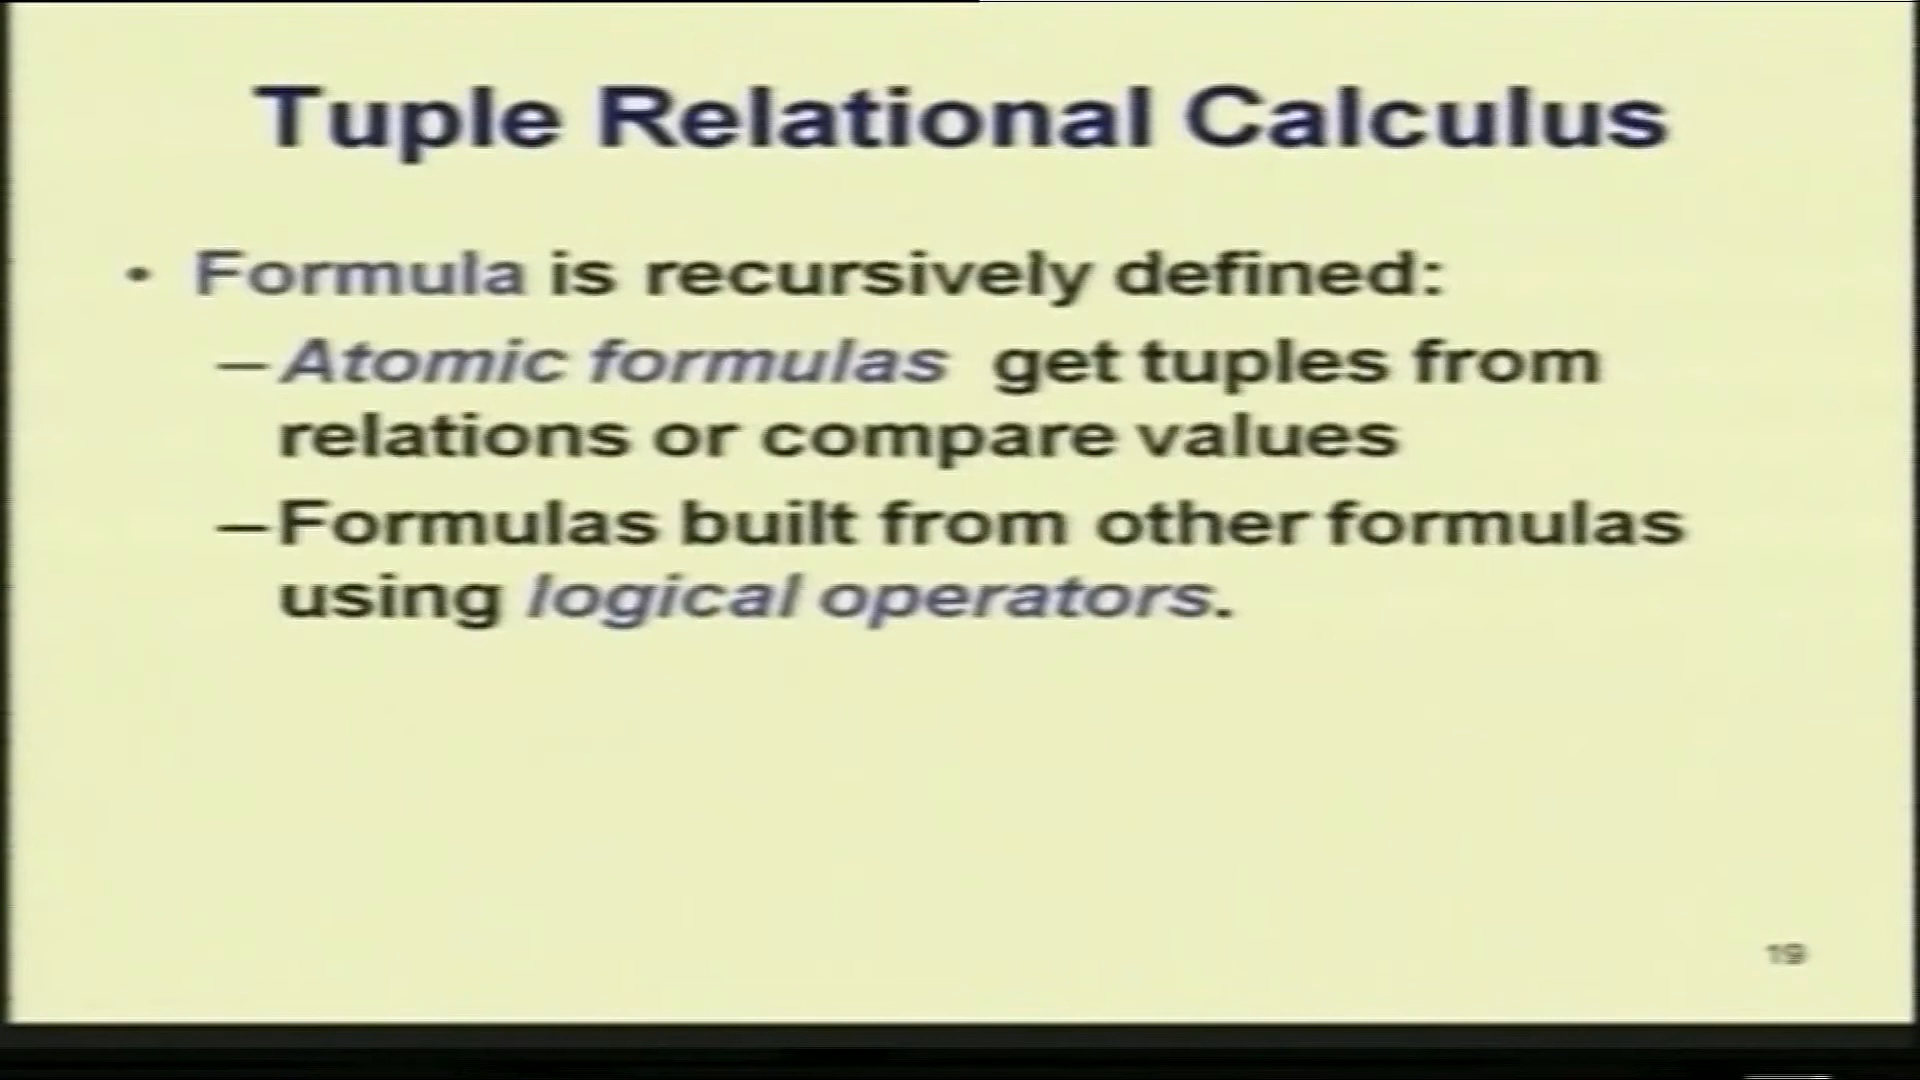 Tuple Relational Calculus
• Formula is recursively defined:
– Atomic formulas get tuples from
relations or compare values
– Formulas built from other formulas
using logical operators.
19